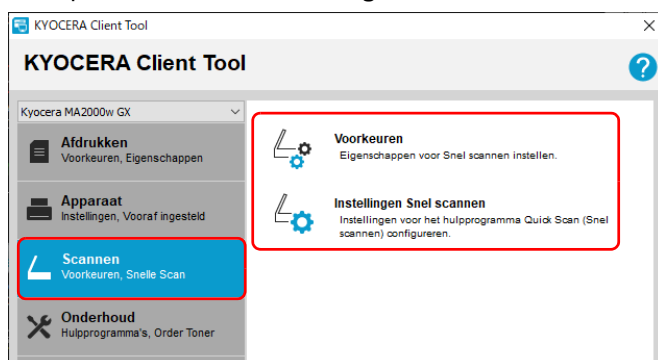 KYOCERA Client Tool
KYOCERA Client Tool
?
Kyocera MA2000w GX
Afdrukken
Voorkeuren, Eigenschappen
Apparaat
Instellingen, Vooraf ingesteld
Scannen
Voorkeuren, Snelle Scan
Onderhoud
Hulpprogramma's, Order Toner
Voorkeuren
Eigenschappen voor Snel scannen instellen.
Instellingen Snel scannen
Instellingen voor het hulpprogramma Quick Scan (Snel
scannen) configureren.